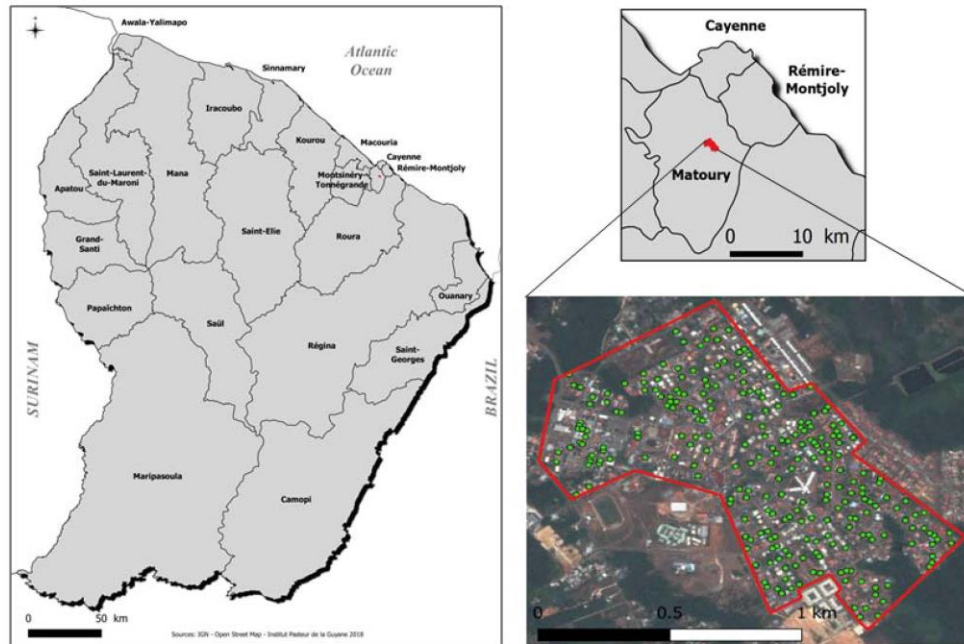 Awala-Yalimapo
Atlantic
Ocean
Sinnamary
Iracoubo
Kourou
Macouria
Cayenne
Rémire-Montjoly
Montsinéry-
Tonnégrande
Saint-Laurent-
du-Maroni
Mana
Apatou
Saint-Elie
Roura
Grand-
Santi
Ouanary
Papaïchton
Saül
Régina
Saint-
Georges
SURINAM
BRAZIL
Maripasoula
Camopi
0 50 km
Sources: IGN - Open Street Map - Institut Pasteur de la Guyane 2018
Cayenne
Rémire-
Montjoly
Matoury
0 10 km
0 0.5 1 km